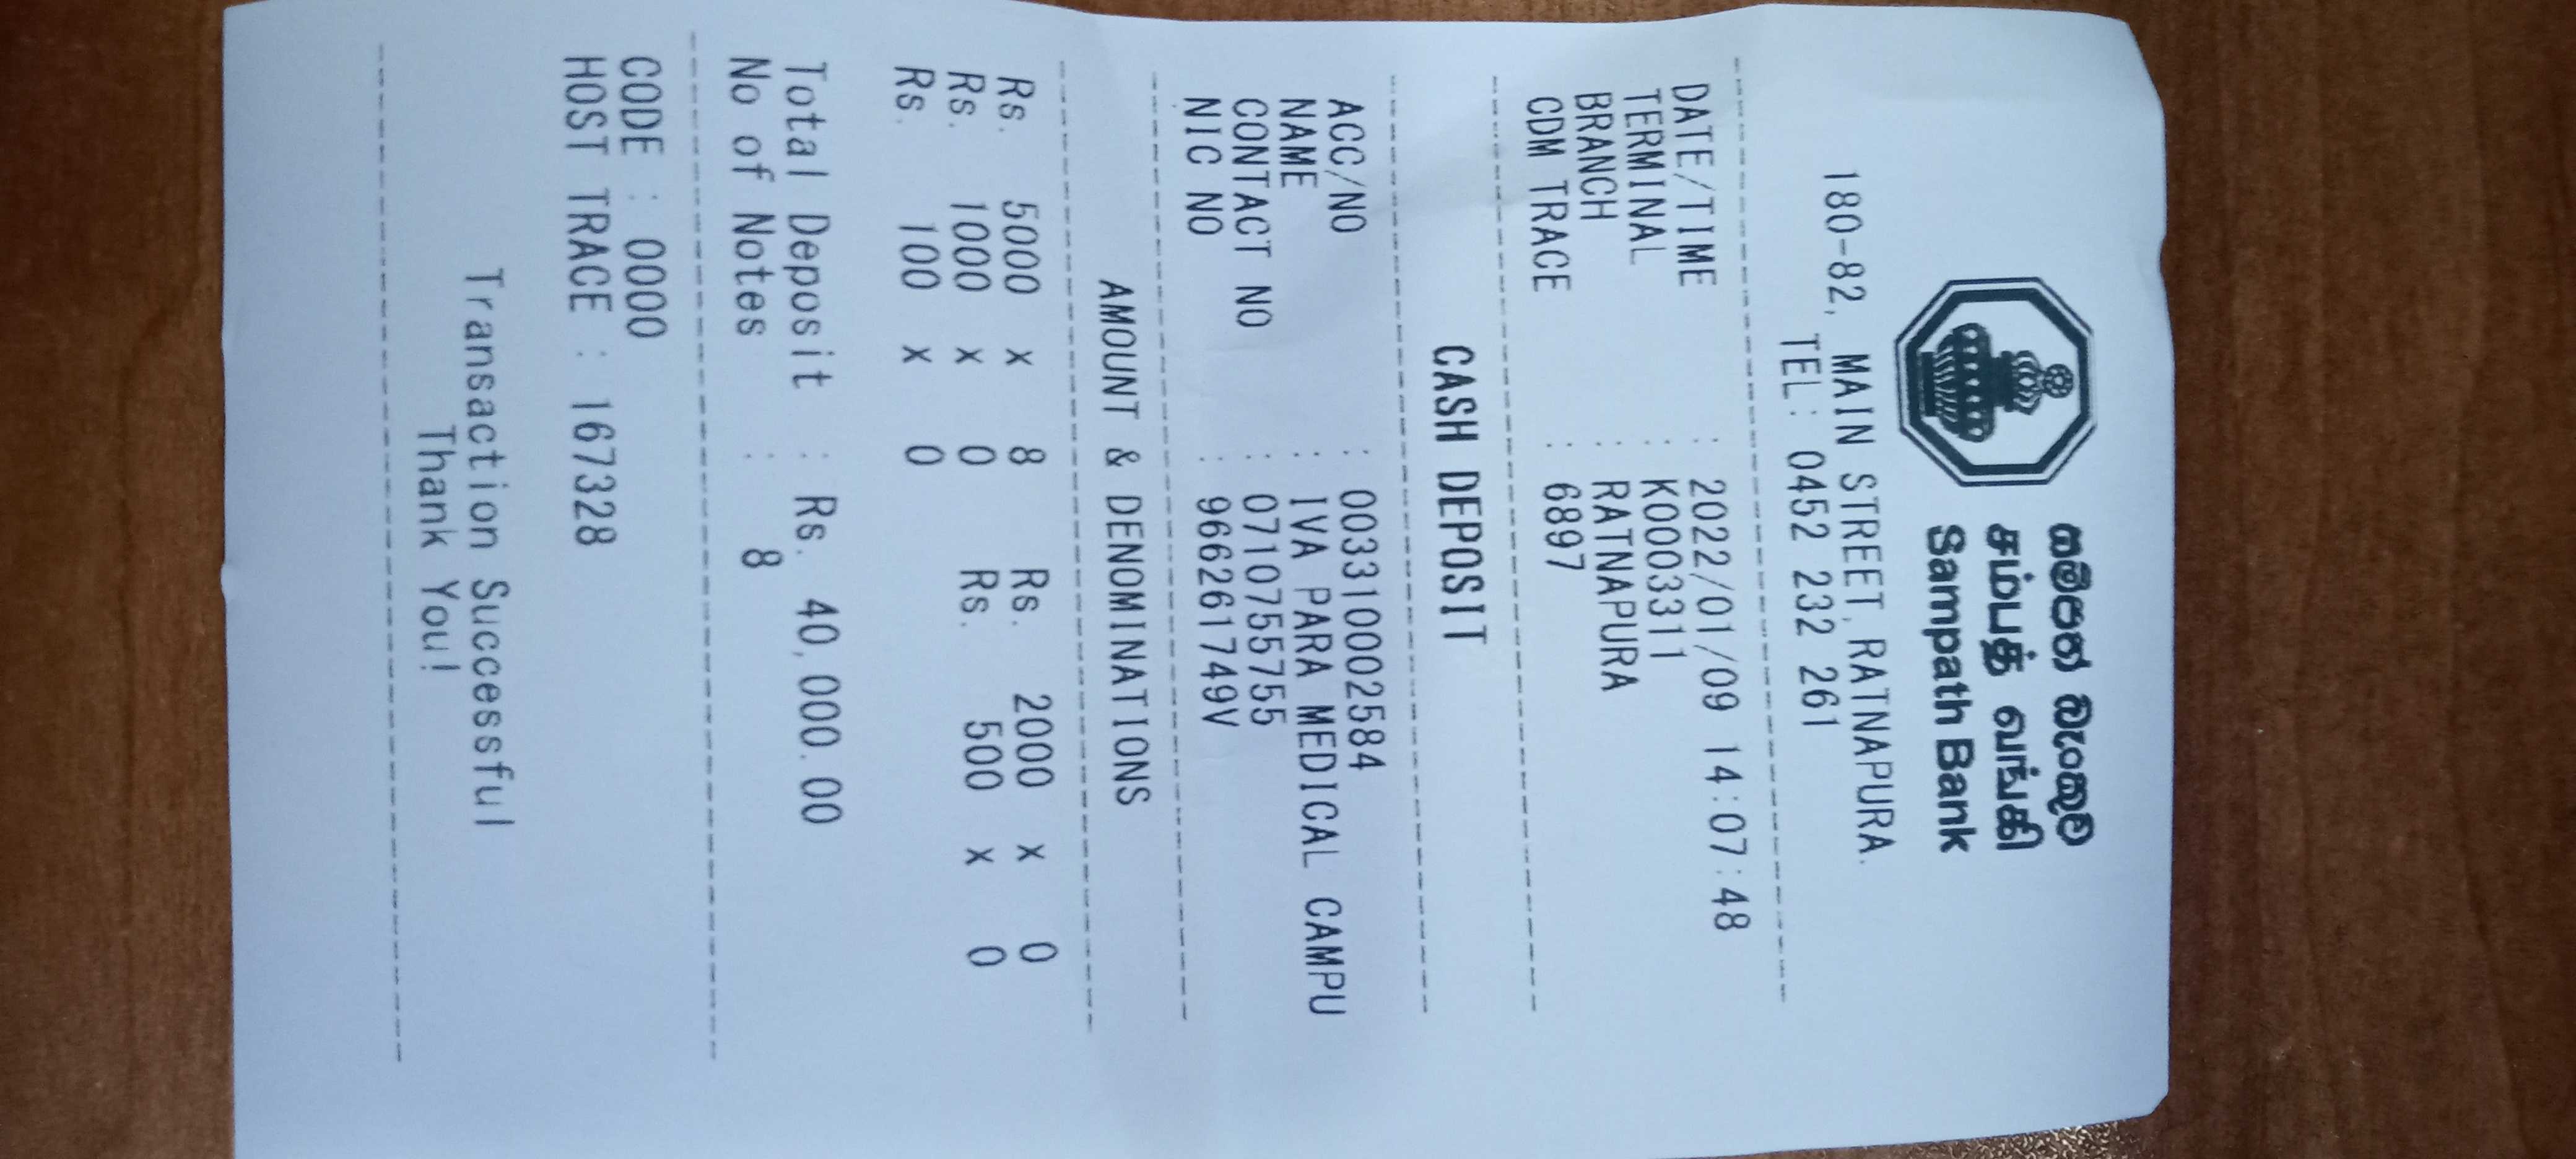 සම්පත් බැංකුව
சம்பத் வங்கி
Sampath Bank
180-82, MAIN STREET, RATNAPURA.
TEL: 0452 232 261
DATE/TIME : 2022/01/09 14:07:48
TERMINAL : K0003311
BRANCH : RATNAPURA
CDM TRACE : 6897
CASH DEPOSIT
ACC/NO : 003310002584
NAME : IVA PARA MEDICAL CAMPU
CONTACT NO : 0710755755
NIC NO : 966261749V
AMOUNT & DENOMINATIONS
Rs. 5000 x 8 Rs. 2000 x 0
Rs. 1000 x 0 Rs. 500 x 0
Rs. 100 x 0
Total Deposit : Rs. 40,000.00
No of Notes : 8
CODE : 0000
HOST TRACE : 167328
Transaction Successful
Thank You!